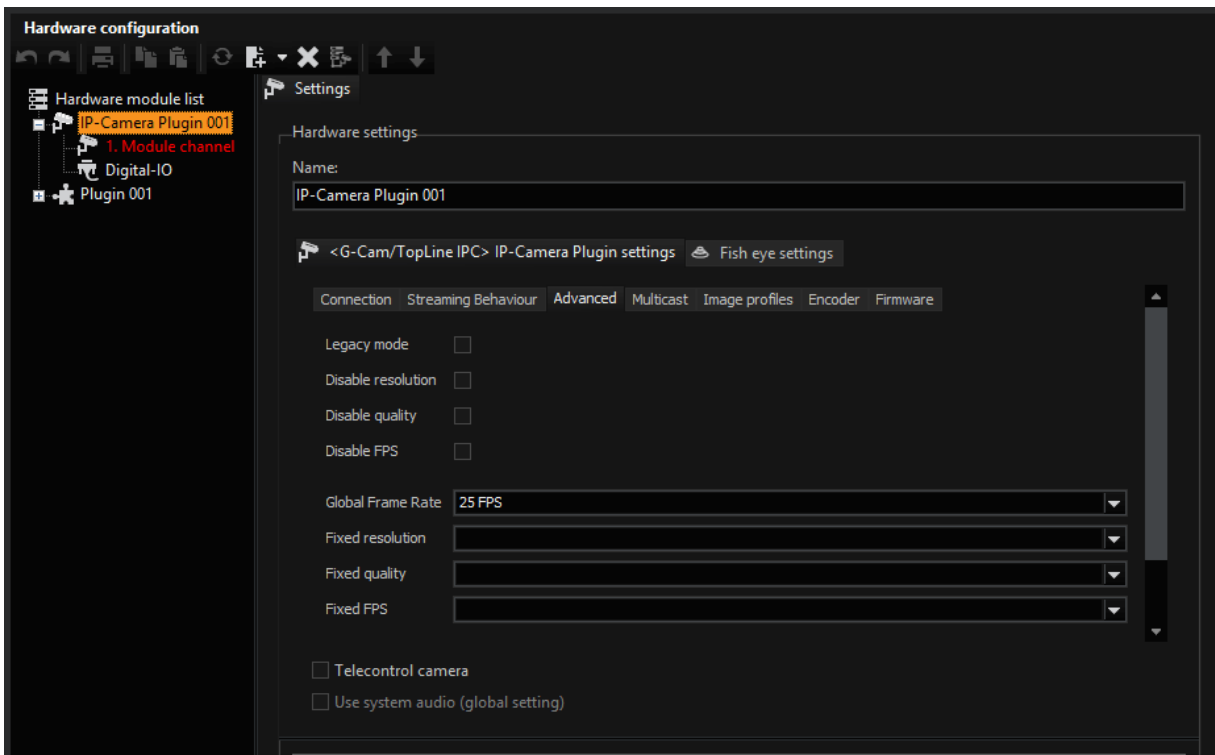 Hardware configuration
Hardware module list
IP-Camera Plugin 001
1. Module channel
Digital-IO
Plugin 001
Settings
Hardware settings
Name:
IP-Camera Plugin 001
<G-Cam/TopLine IPC> IP-Camera Plugin settings Fish eye settings
Connection Streaming Behaviour Advanced Multicast Image profiles Encoder Firmware
Legacy mode
Disable resolution
Disable quality
Disable FPS
Global Frame Rate 25 FPS
Fixed resolution
Fixed quality
Fixed FPS
Telecontrol camera
Use system audio (global setting)